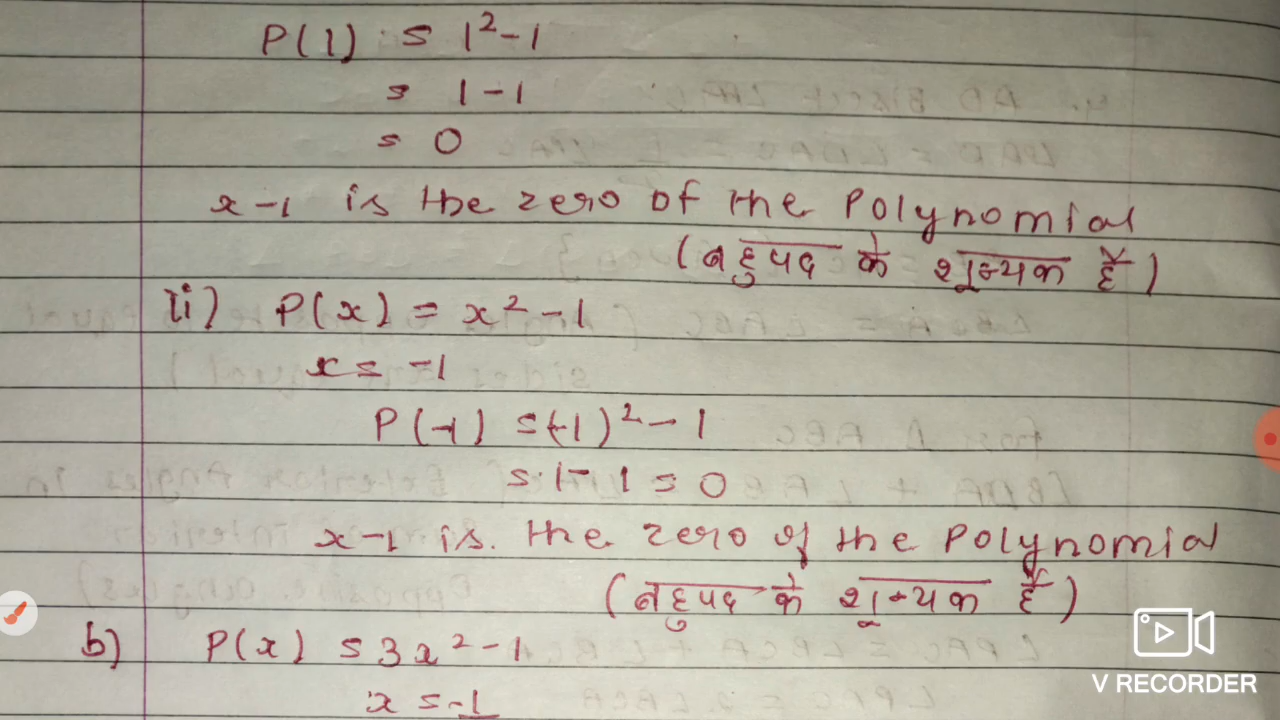 P(1) = 1²-1
= 1-1
= 0
x-1 is the zero of the Polynomial
(बहुपद के शून्यक है)
(i) P(x) = x²-1
x = -1
P(-1) = (-1)²-1
= 1-1 = 0
x-1 is. the zero of the Polynomial
(बहुपद के शून्यक है)
b) P(x) = 3x²-1
x = -1
V RECORDER